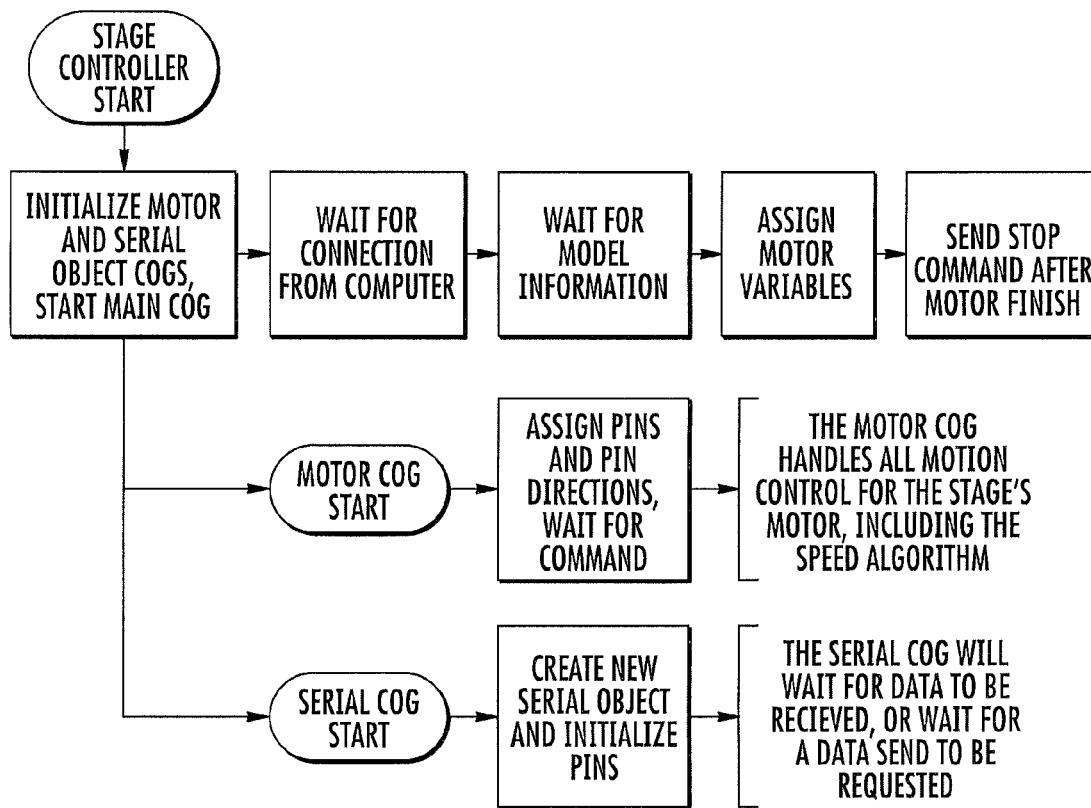 STAGE
CONTROLLER
START
INITIALIZE MOTOR
AND SERIAL
OBJECT COGS,
START MAIN COG
WAIT FOR
CONNECTION
FROM COMPUTER
WAIT FOR
MODEL
INFORMATION
ASSIGN
MOTOR
VARIABLES
SEND STOP
COMMAND AFTER
MOTOR FINISH
MOTOR COG
START
ASSIGN PINS
AND PIN
DIRECTIONS,
WAIT FOR
COMMAND
THE MOTOR COG
HANDLES ALL MOTION
CONTROL FOR THE STAGE'S
MOTOR, INCLUDING THE
SPEED ALGORITHM
SERIAL COG
START
CREATE NEW
SERIAL OBJECT
AND INITIALIZE
PINS
THE SERIAL COG WILL
WAIT FOR DATA TO BE
RECIEVED, OR WAIT FOR
A DATA SEND TO BE
REQUESTED